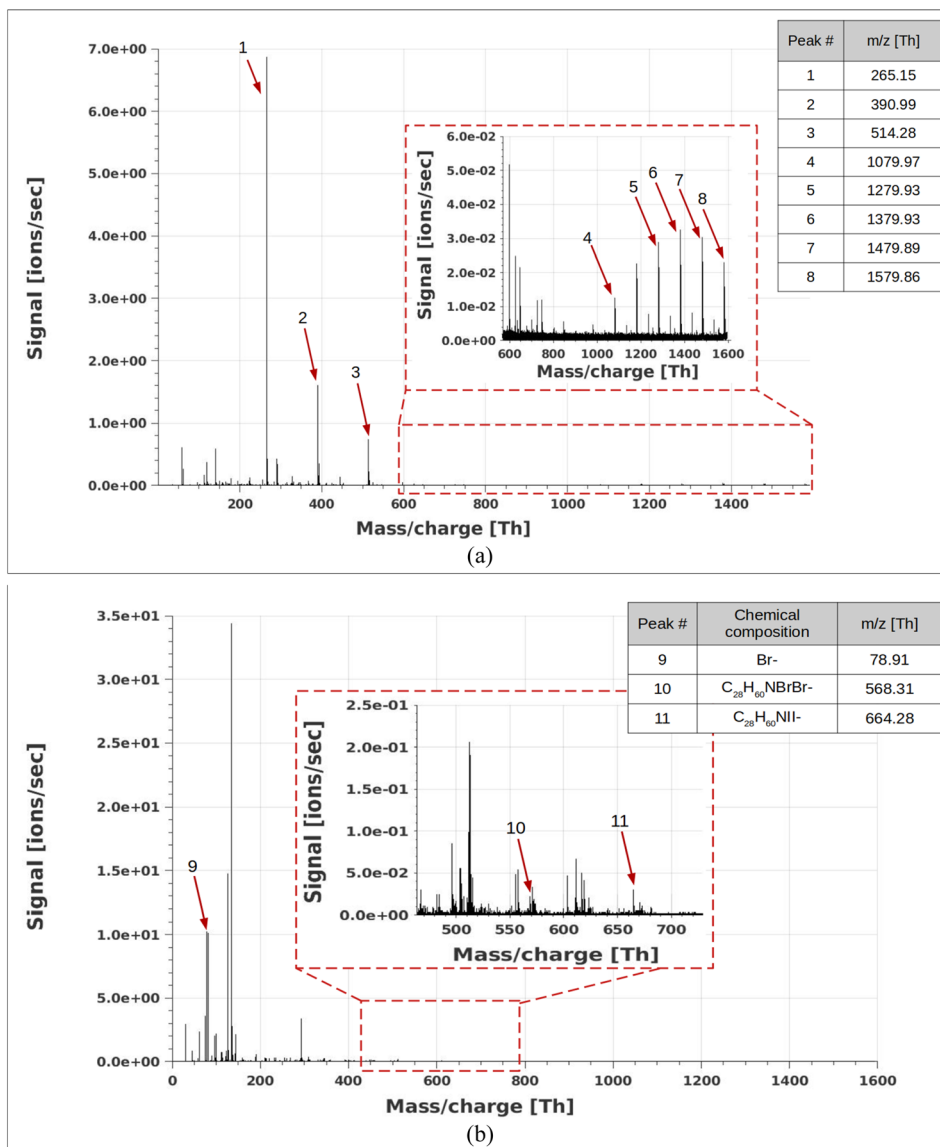 Peak # m/z [Th]
1 265.15
2 390.99
3 514.28
4 1079.97
5 1279.93
6 1379.93
7 1479.89
8 1579.86
7.0e+00
6.0e+00
5.0e+00
4.0e+00
3.0e+00
2.0e+00
1.0e+00
0.0e+00
Signal [ions/sec]
1
2
3
200 400 600 800 1000 1200 1400
Mass/charge [Th]
6.0e-02
5.0e-02
4.0e-02
3.0e-02
2.0e-02
1.0e-02
0.0e+00
Signal [ions/sec]
4
5
6
7
8
600 800 1000 1200 1400 1600
Mass/charge [Th]
(a)
Peak # Chemical composition m/z [Th]
9 Br- 78.91
10 C₂₈H₆₀NBrBr- 568.31
11 C₂₈H₆₀NII- 664.28
3.5e+01
3.0e+01
2.5e+01
2.0e+01
1.5e+01
1.0e+01
5.0e+00
0.0e+00
Signal [ions/sec]
9
0 200 400 600 800 1000 1200 1400 1600
Mass/charge [Th]
2.5e-01
2.0e-01
1.5e-01
1.0e-01
5.0e-02
0.0e+00
Signal [ions/sec]
10
11
500 550 600 650 700
Mass/charge [Th]
(b)